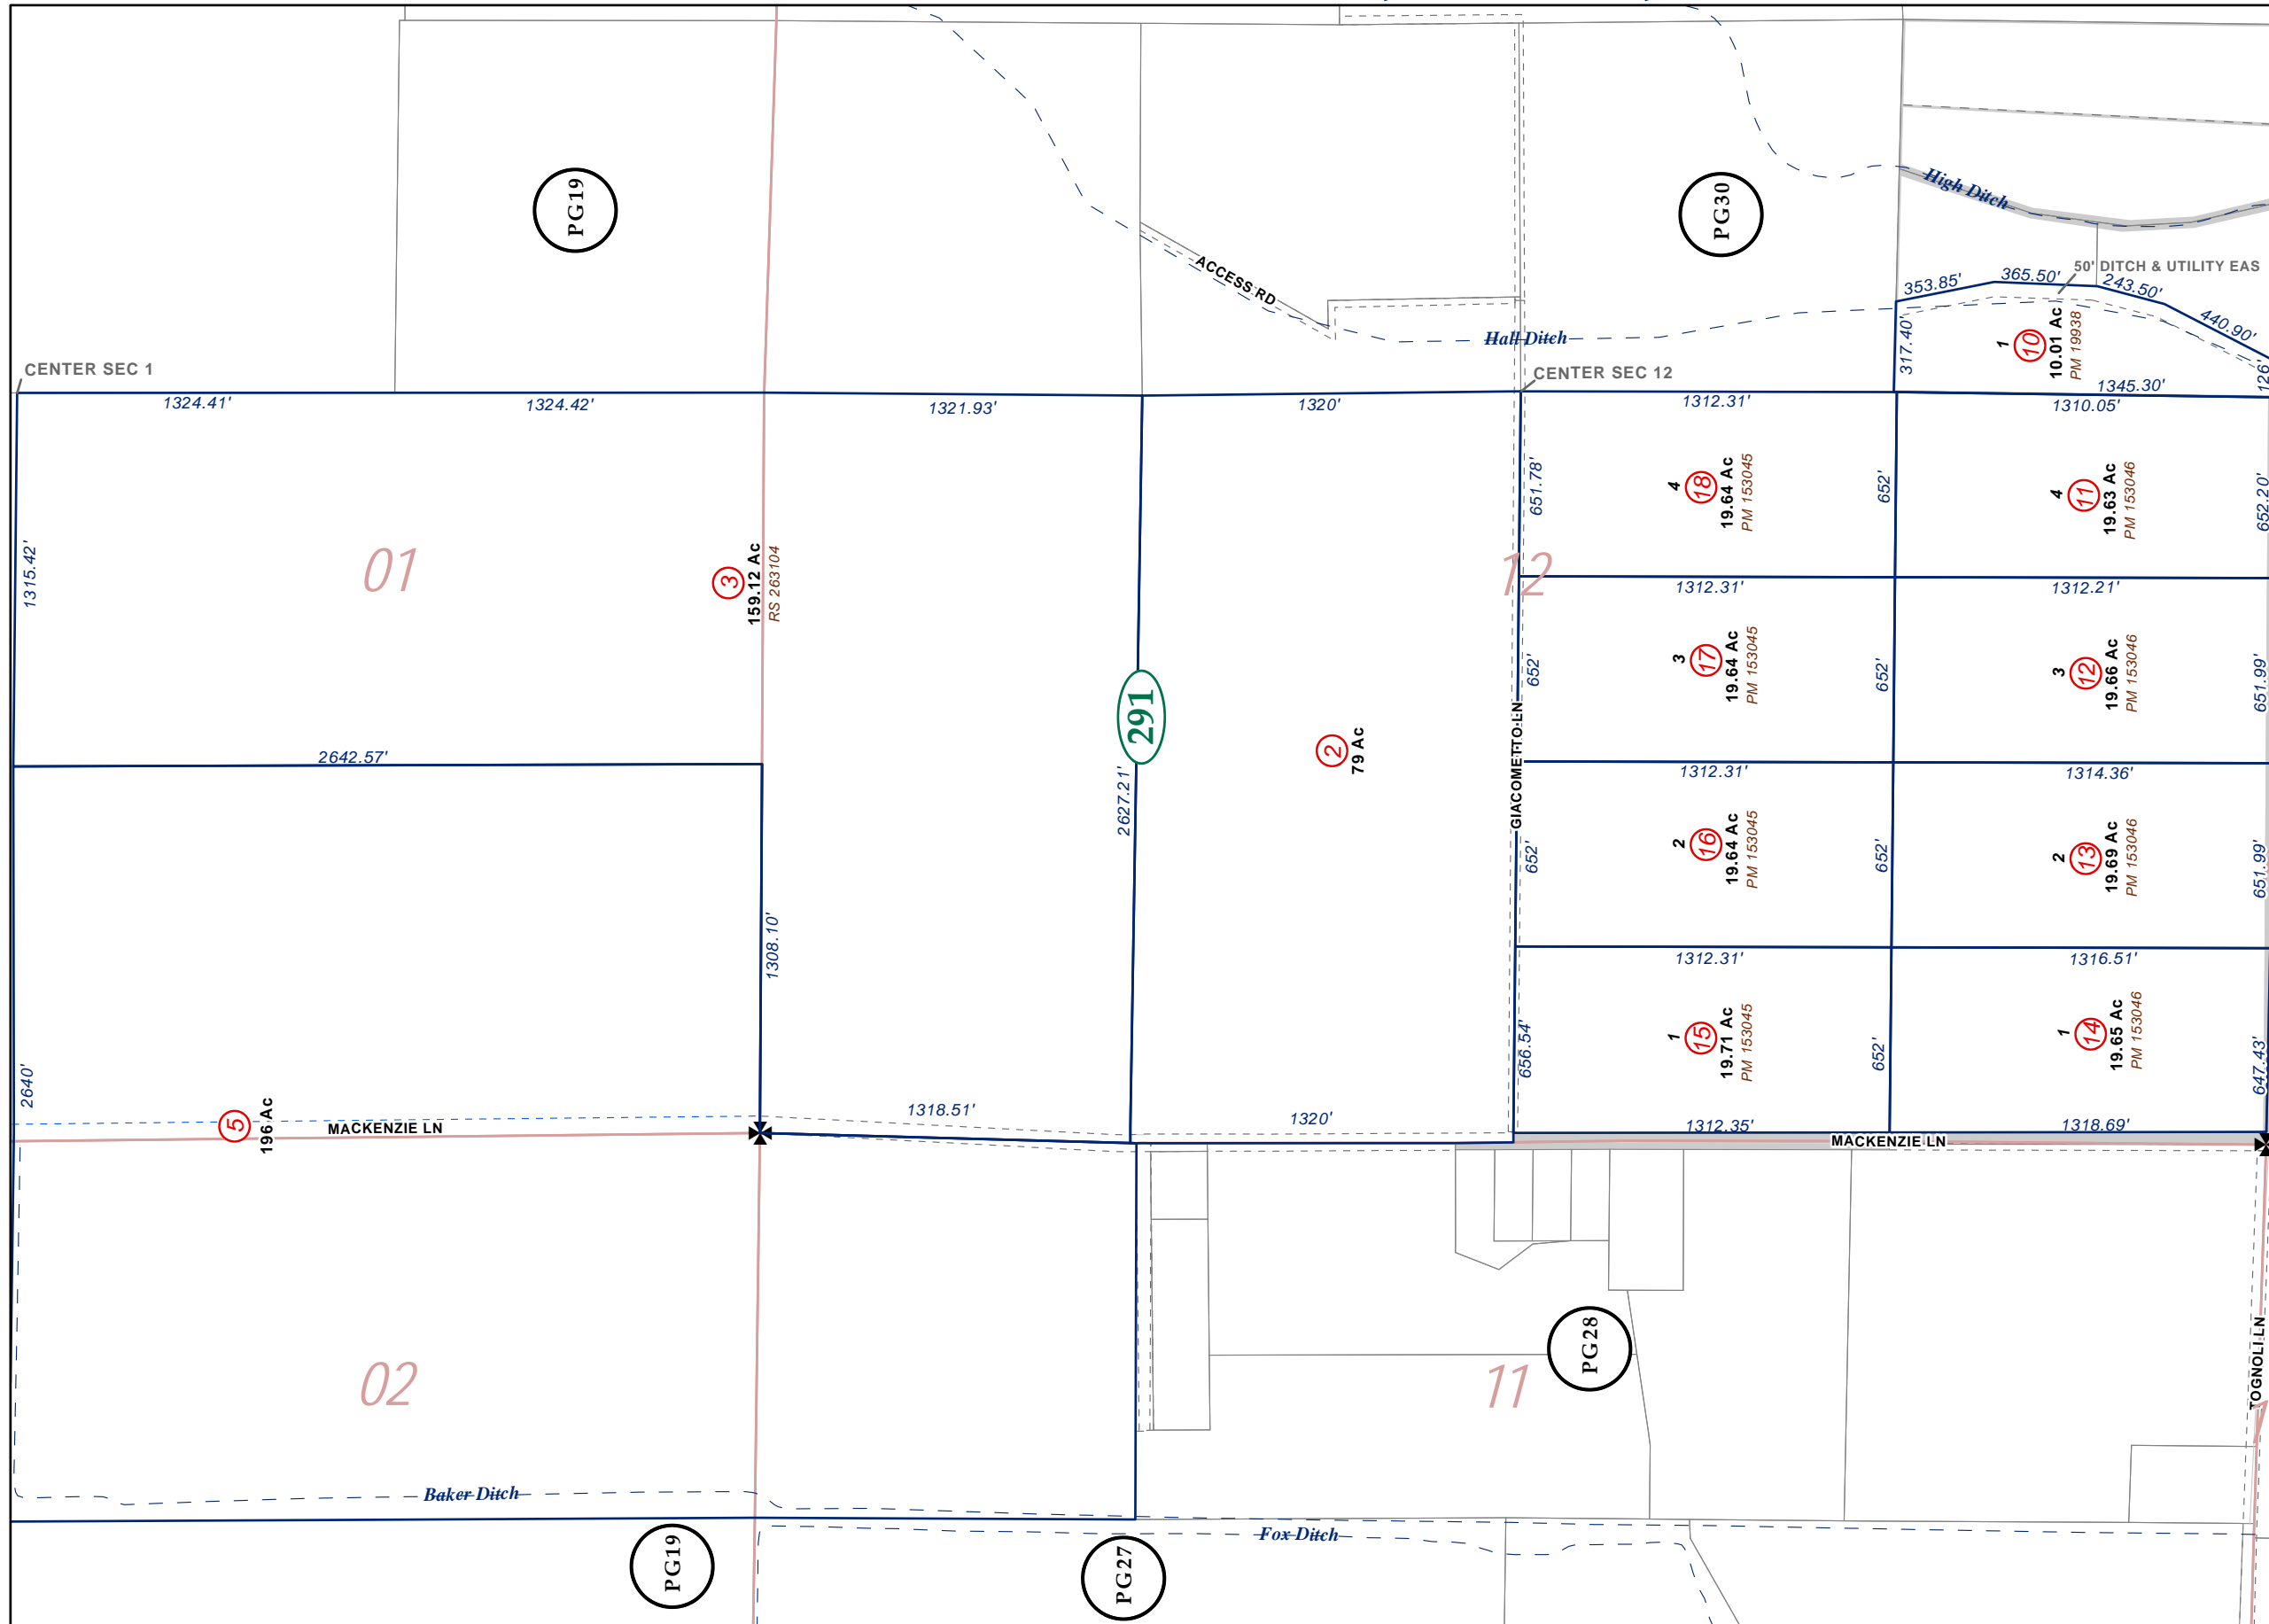 PG19
PG30
High Ditch
ACCESS RD
Hall Ditch
50' DITCH & UTILITY EAS
353.85'
365.50'
243.50'
440.90'
317.40'
1
10
10.01 Ac
PM 19938
1345.30'
126'
CENTER SEC 1
CENTER SEC 12
1324.41'
1324.42'
1321.93'
1320'
1312.31'
1310.05'
1315.42'
01
3
159.12 Ac
RS 263104
12
651.78'
4
18
19.64 Ac
PM 153045
652'
4
11
19.63 Ac
PM 153046
652.20'
1312.31'
1312.21'
652'
3
17
19.64 Ac
PM 153045
652'
3
12
19.66 Ac
PM 153046
651.99'
291
2642.57'
2627.21'
2
79 Ac
GIACOMETTO LN
1312.31'
1314.36'
652'
2
16
19.64 Ac
PM 153045
652'
2
13
19.69 Ac
PM 153046
651.99'
1308.10'
1312.31'
1316.51'
656.54'
1
15
19.71 Ac
PM 153045
652'
1
14
19.65 Ac
PM 153046
647.43'
2640'
5
196 Ac
MACKENZIE LN
1318.51'
1320'
1312.35'
1318.69'
MACKENZIE LN
02
11
PG28
TOGNOLI LN
Baker Ditch
Fox Ditch
PG19
PG27